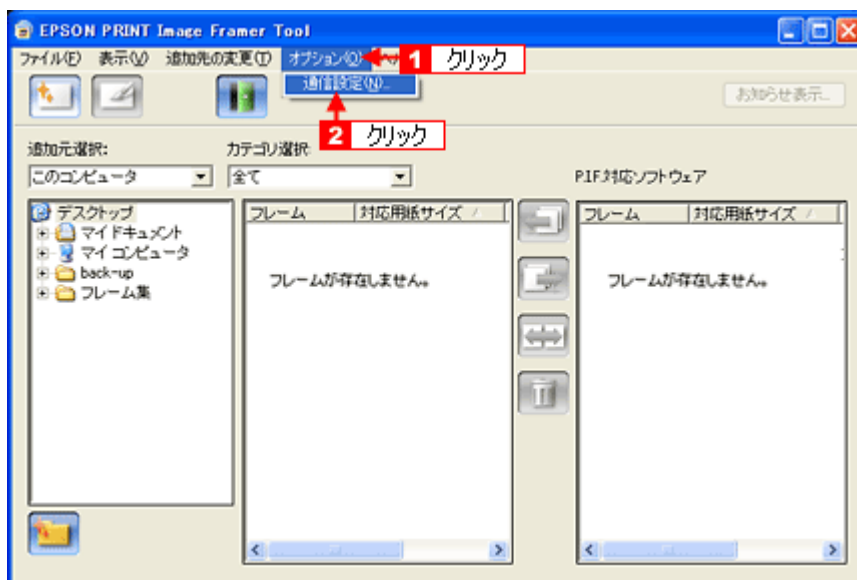 EPSON PRINT Image Framer Tool
ファイル(F) 表示(V) 追加先の変更(T) オプション(O) 1 クリック
通信設定(N)...
お知らせ表示...
2 クリック
追加元選択: カテゴリ選択:
P.I.F.対応ソフトウェア
このコンピュータ 全て
デスクトップ
マイドキュメント
マイコンピュータ
back-up
フレーム集
フレーム 対応用紙サイズ
フレームが存在しません。
フレーム 対応用紙サイズ
フレームが存在しません。